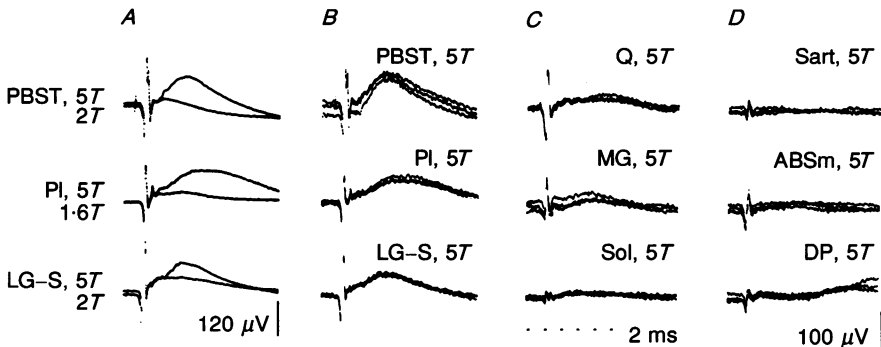 A
B
C
D
PBST, 5T
2T
PBST, 5T
Q, 5T
Sart, 5T
Pl, 5T
1·6T
Pl, 5T
MG, 5T
ABSm, 5T
LG–S, 5T
2T
LG–S, 5T
Sol, 5T
DP, 5T
120 μV
2 ms
100 μV